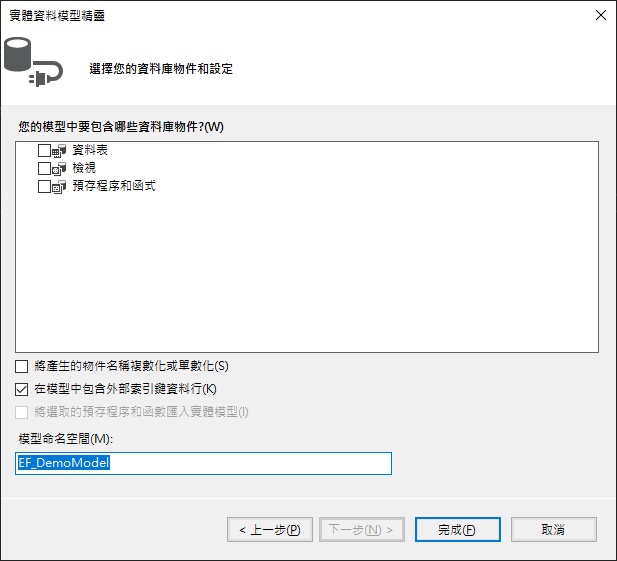 實體資料模型精靈
選擇您的資料庫物件和設定
您的模型中要包含哪些資料庫物件?(W)
資料表
檢視
預存程序和函式
將產生的物件名稱複數化或單數化(S)
在模型中包含外部索引鍵資料行(K)
將選取的預存程序和函數匯入實體模型(I)
模型命名空間(M):
EF_DemoModel
< 上一步(P) 下一步(N) > 完成(F) 取消